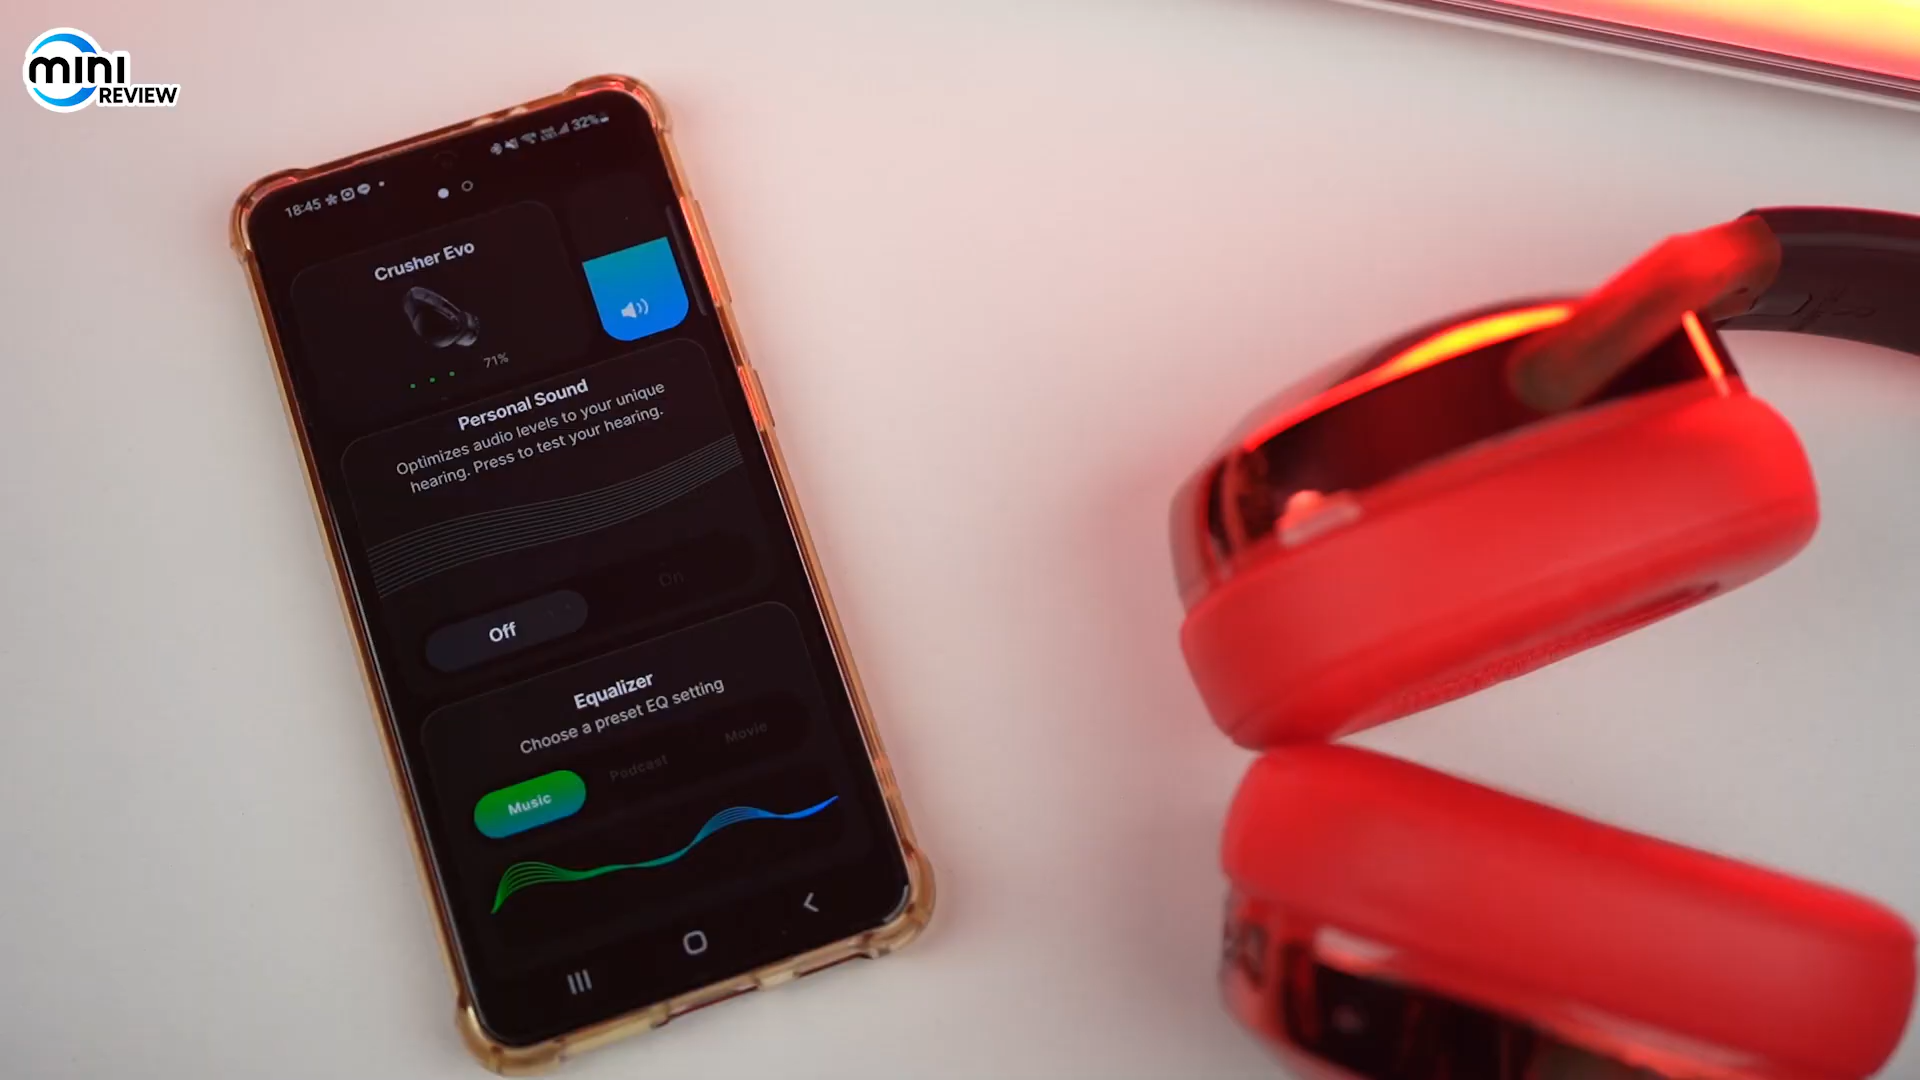 mini
REVIEW
18:45
32%
Crusher Evo
71%
Personal Sound
Optimizes audio levels to your unique
hearing. Press to test your hearing.
Off
On
Equalizer
Choose a preset EQ setting
Music
Podcast
Movie